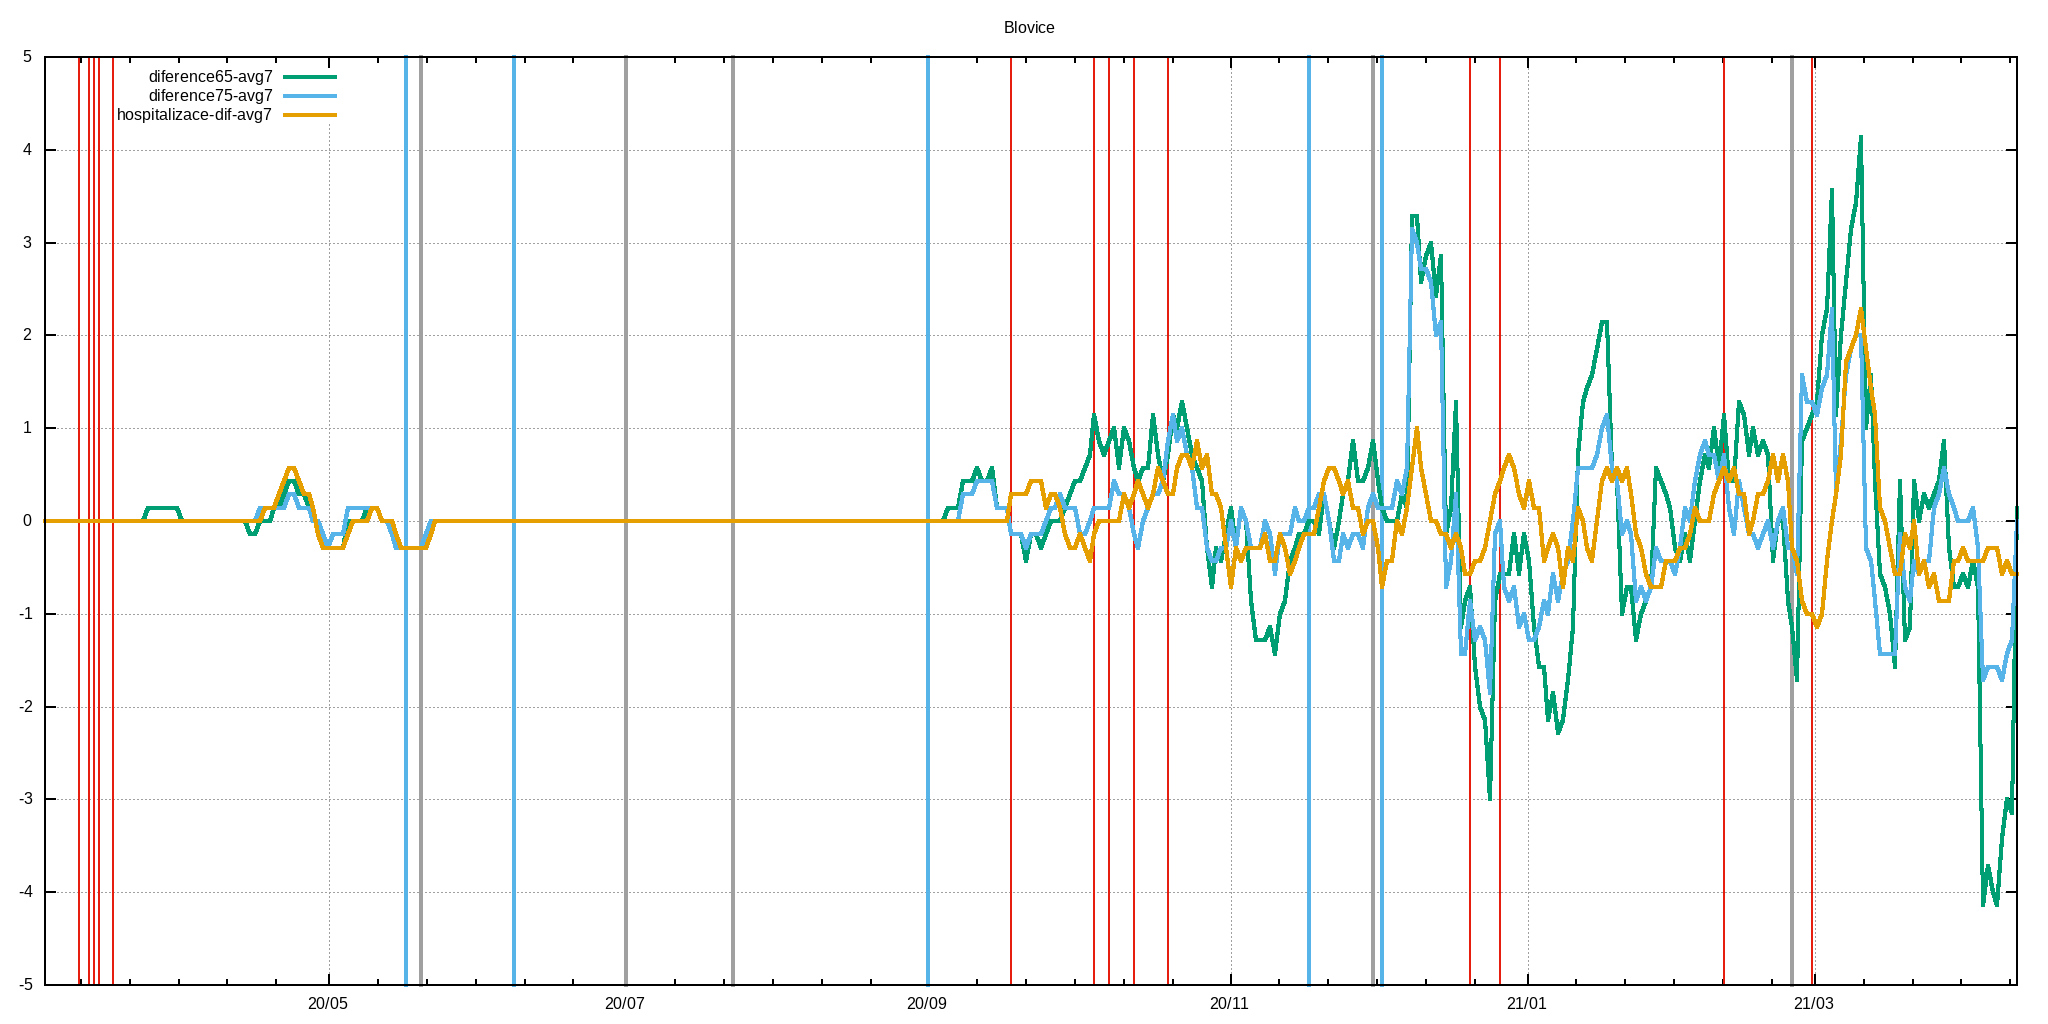 Blovice
diference65-avg7
diference75-avg7
hospitalizace-dif-avg7
5
4
3
2
1
0
-1
-2
-3
-4
-5
20/05 20/07 20/09 20/11 21/01 21/03